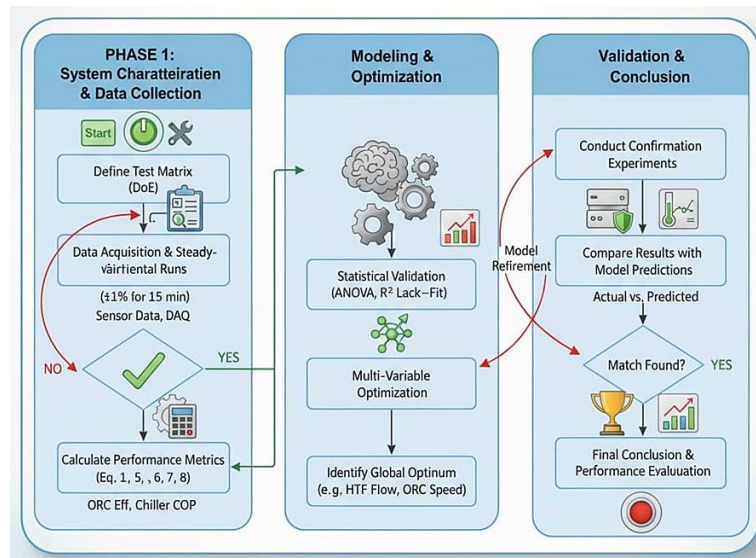 PHASE 1:
System Charatteiratien
& Data Collection
Start
Define Test Matrix
(DoE)
Data Acquisition & Steady-
Runs
(±1% for 15 min)
Sensor Data, DAQ
NO
YES
Calculate Performance Metrics
(Eq. 1, 5, , 6, 7, 8)
ORC Eff, Chiller COP
Modeling &
Optimization
Statistical Validation
(ANOVA, R² Lack–Fit)
Multi-Variable
Optimization
Identify Global Optimum
(e.g, HTF Flow, ORC Speed)
Model
Refirement
Validation &
Conclusion
Conduct Confirmation
Experiments
Compare Results with
Model Predictions
Actual vs. Predicted
Match Found?
YES
Final Conclusion &
Performance Evaluuation